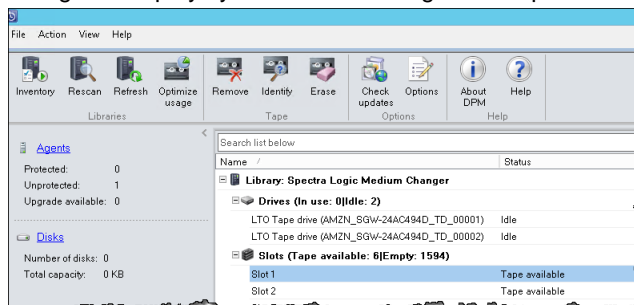 File Action View Help
Inventory Rescan Refresh Optimize usage Remove Identify Erase Check updates Options About DPM Help
Libraries Tape Options Help
Search list below
Agents
Name / Status
Protected: 0
Unprotected: 1
Upgrade available: 0
Library: Spectra Logic Medium Changer
Drives (In use: 0|Idle: 2)
LTO Tape drive (AMZN_SGW-24AC494D_TD_00001) Idle
LTO Tape drive (AMZN_SGW-24AC494D_TD_00002) Idle
Disks
Number of disks: 0
Total capacity: 0 KB
Slots (Tape available: 6|Empty: 1594)
Slot 1 Tape available
Slot 2 Tape available